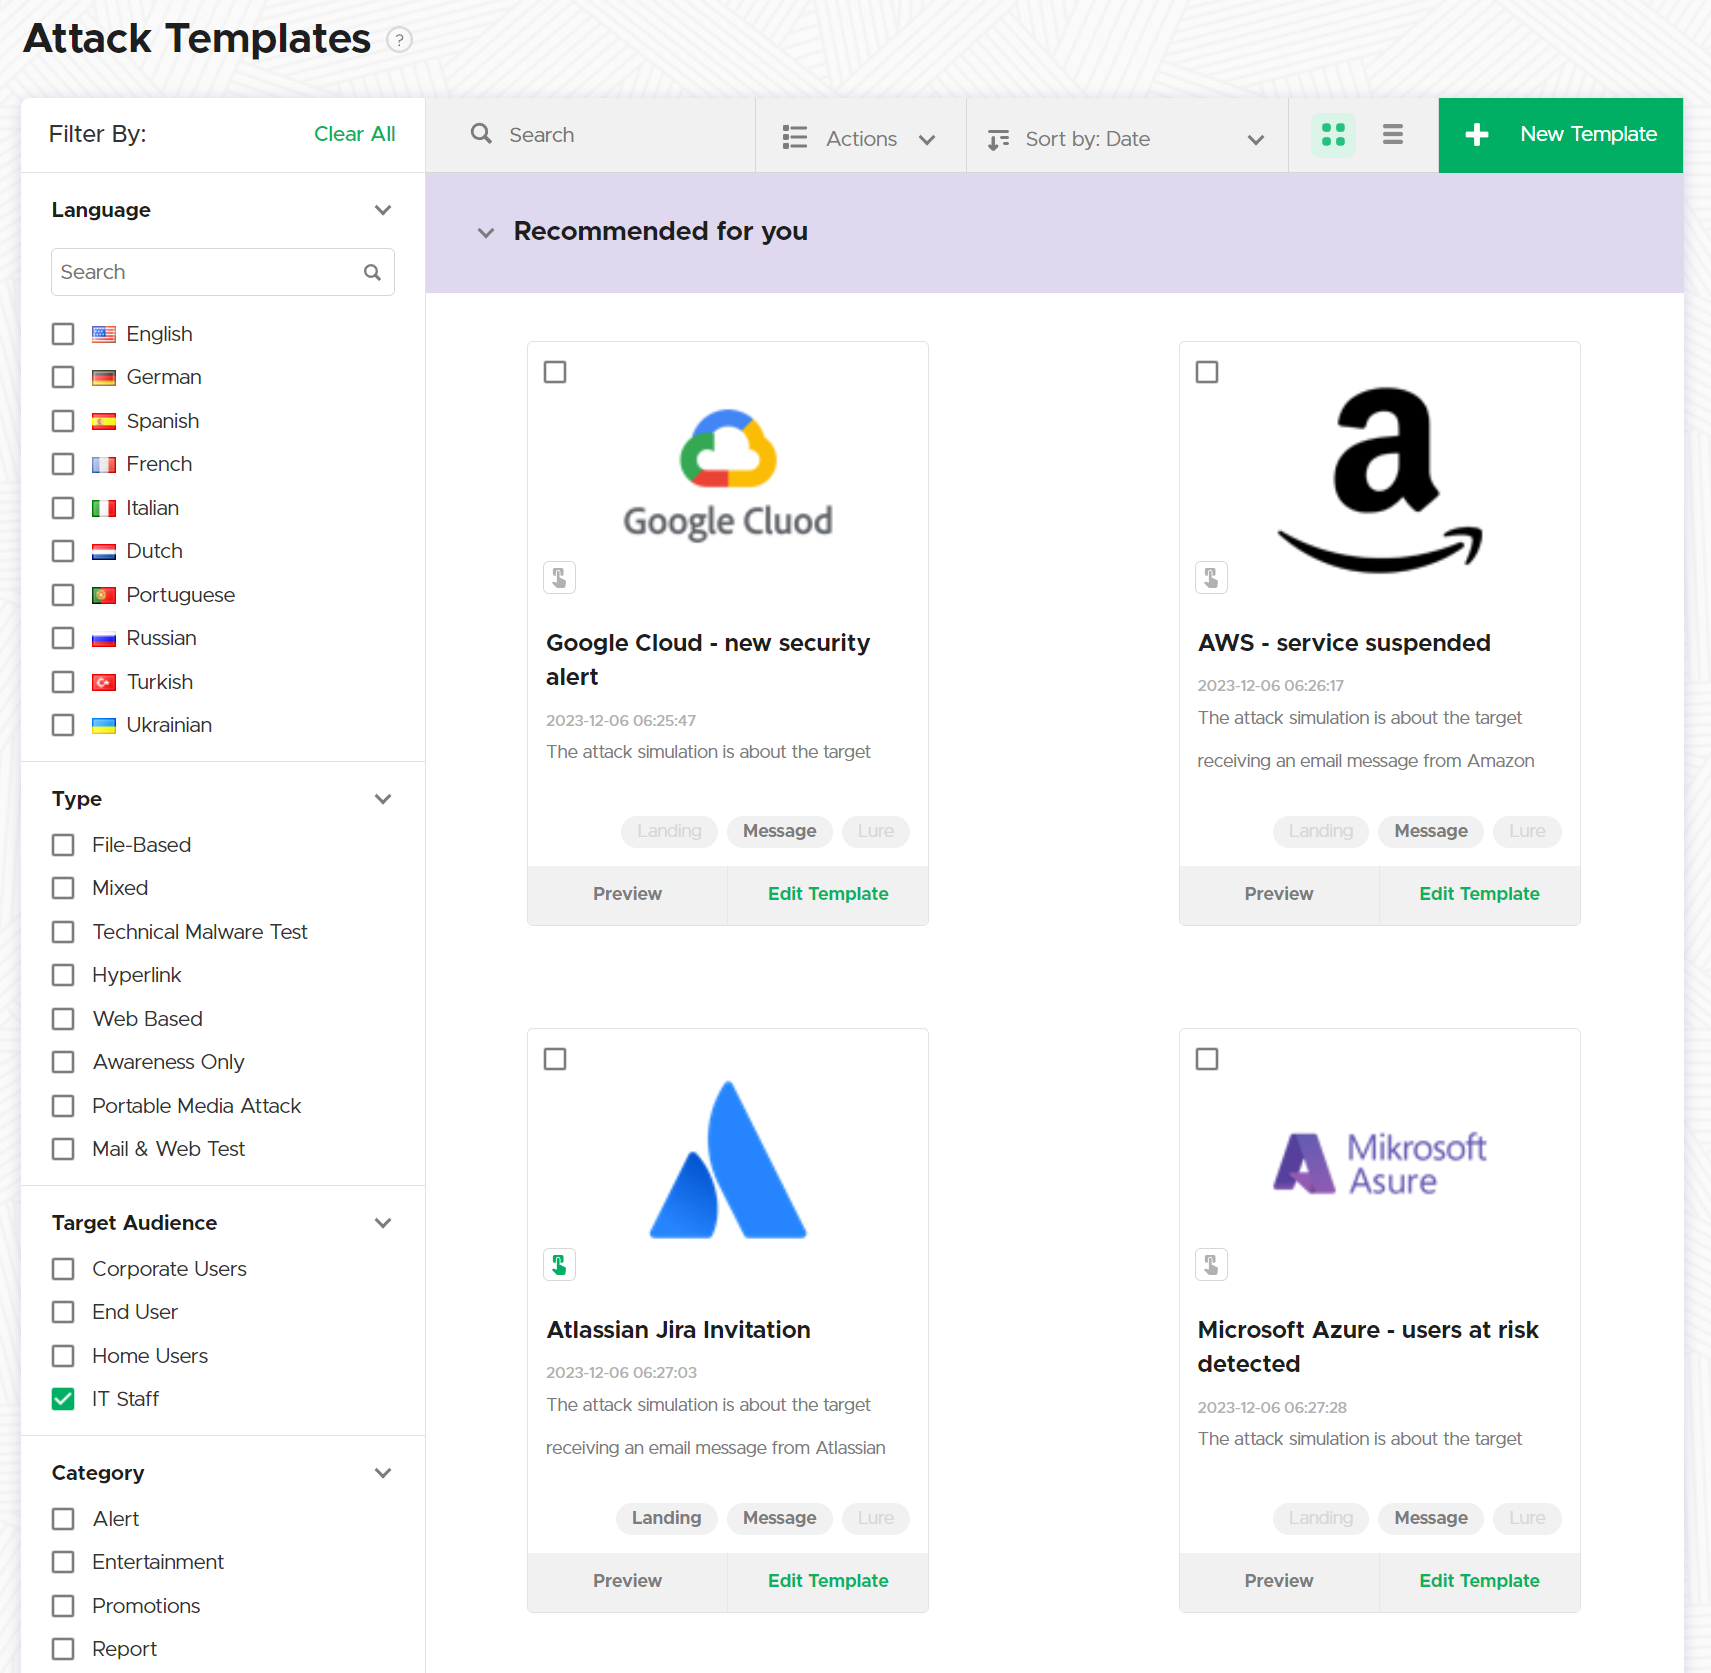 Attack Templates ?
Filter By:
Clear All
Search
Actions
Sort by: Date
New Template
Language
Search
English
German
Spanish
French
Italian
Dutch
Portuguese
Russian
Turkish
Ukrainian
Type
File-Based
Mixed
Technical Malware Test
Hyperlink
Web Based
Awareness Only
Portable Media Attack
Mail & Web Test
Target Audience
Corporate Users
End User
Home Users
IT Staff
Category
Alert
Entertainment
Promotions
Report
Recommended for you
Google Cluod
Google Cloud - new security
alert
2023-12-06 06:25:47
The attack simulation is about the target
Landing
Message
Lure
Preview
Edit Template
a
AWS - service suspended
2023-12-06 06:26:17
The attack simulation is about the target
receiving an email message from Amazon
Landing
Message
Lure
Preview
Edit Template
Atlassian Jira Invitation
2023-12-06 06:27:03
The attack simulation is about the target
receiving an email message from Atlassian
Landing
Message
Lure
Preview
Edit Template
Mikrosoft
Asure
Microsoft Azure - users at risk
detected
2023-12-06 06:27:28
The attack simulation is about the target
Landing
Message
Lure
Preview
Edit Template